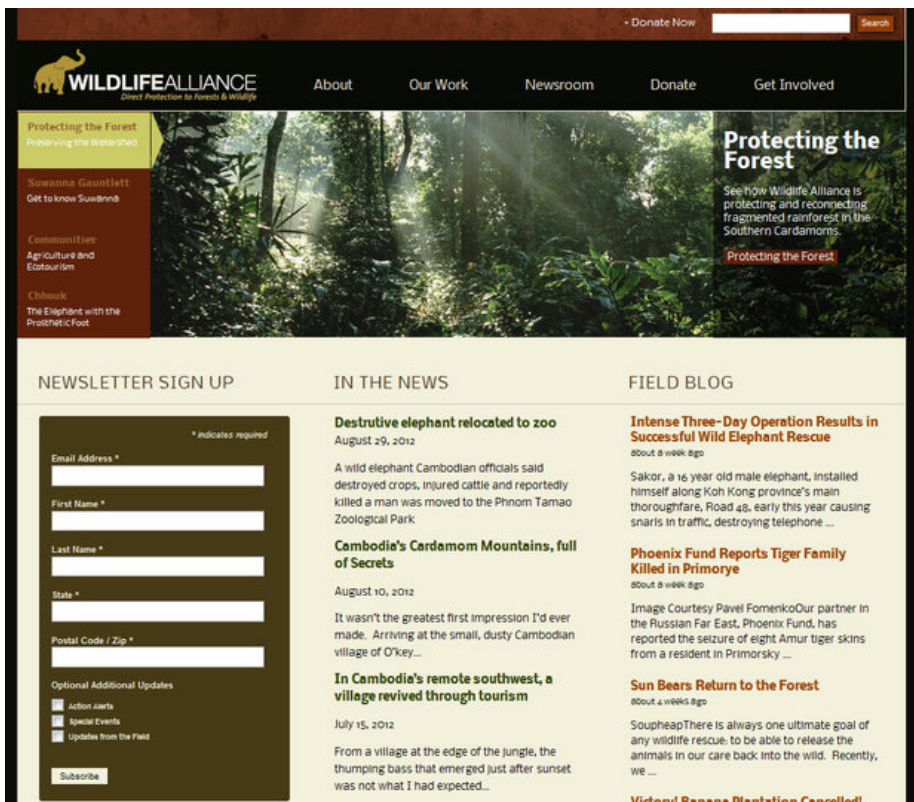 • Donate Now
Search
WILDLIFEALLIANCE
Direct Protection to Forests & Wildlife
About
Our Work
Newsroom
Donate
Get Involved
Protecting the Forest
Preserving the Watershed
Suwanna Gauntlett
Get to know Suwanna
Communities
Agriculture and
Ecotourism
Chhouk
The Elephant with the
Prosthetic Foot
Protecting the
Forest
See how Wildlife Alliance is
protecting and reconnecting
fragmented rainforest in the
Southern Cardamoms.
Protecting the Forest
NEWSLETTER SIGN UP
* indicates required
Email Address *
First Name *
Last Name *
State *
Postal Code / Zip *
Optional Additional Updates
Action Alerts
Special Events
Updates from the Field
Subscribe
IN THE NEWS
Destrutive elephant relocated to zoo
August 29, 2012
A wild elephant Cambodian officials said
destroyed crops, injured cattle and reportedly
killed a man was moved to the Phnom Tamao
Zoological Park
Cambodia's Cardamom Mountains, full
of Secrets
August 10, 2012
It wasn't the greatest first impression I'd ever
made. Arriving at the small, dusty Cambodian
village of O'key...
In Cambodia's remote southwest, a
village revived through tourism
July 15, 2012
From a village at the edge of the jungle, the
thumping bass that emerged just after sunset
was not what I had expected...
FIELD BLOG
Intense Three-Day Operation Results in
Successful Wild Elephant Rescue
about a week ago
Sakor, a 16 year old male elephant, installed
himself along Koh Kong province's main
thoroughfare, Road 48, early this year causing
snarls in traffic, destroying telephone ...
Phoenix Fund Reports Tiger Family
Killed in Primorye
about a week ago
Image Courtesy Pavel FomenkoOur partner in
the Russian Far East, Phoenix Fund, has
reported the seizure of eight Amur tiger skins
from a resident in Primorsky ...
Sun Bears Return to the Forest
about 4 weeks ago
SoupheapThere is always one ultimate goal of
any wildlife rescue: to be able to release the
animals in our care back into the wild. Recently,
we ...
Victory! Banana Plantation Cancelled!